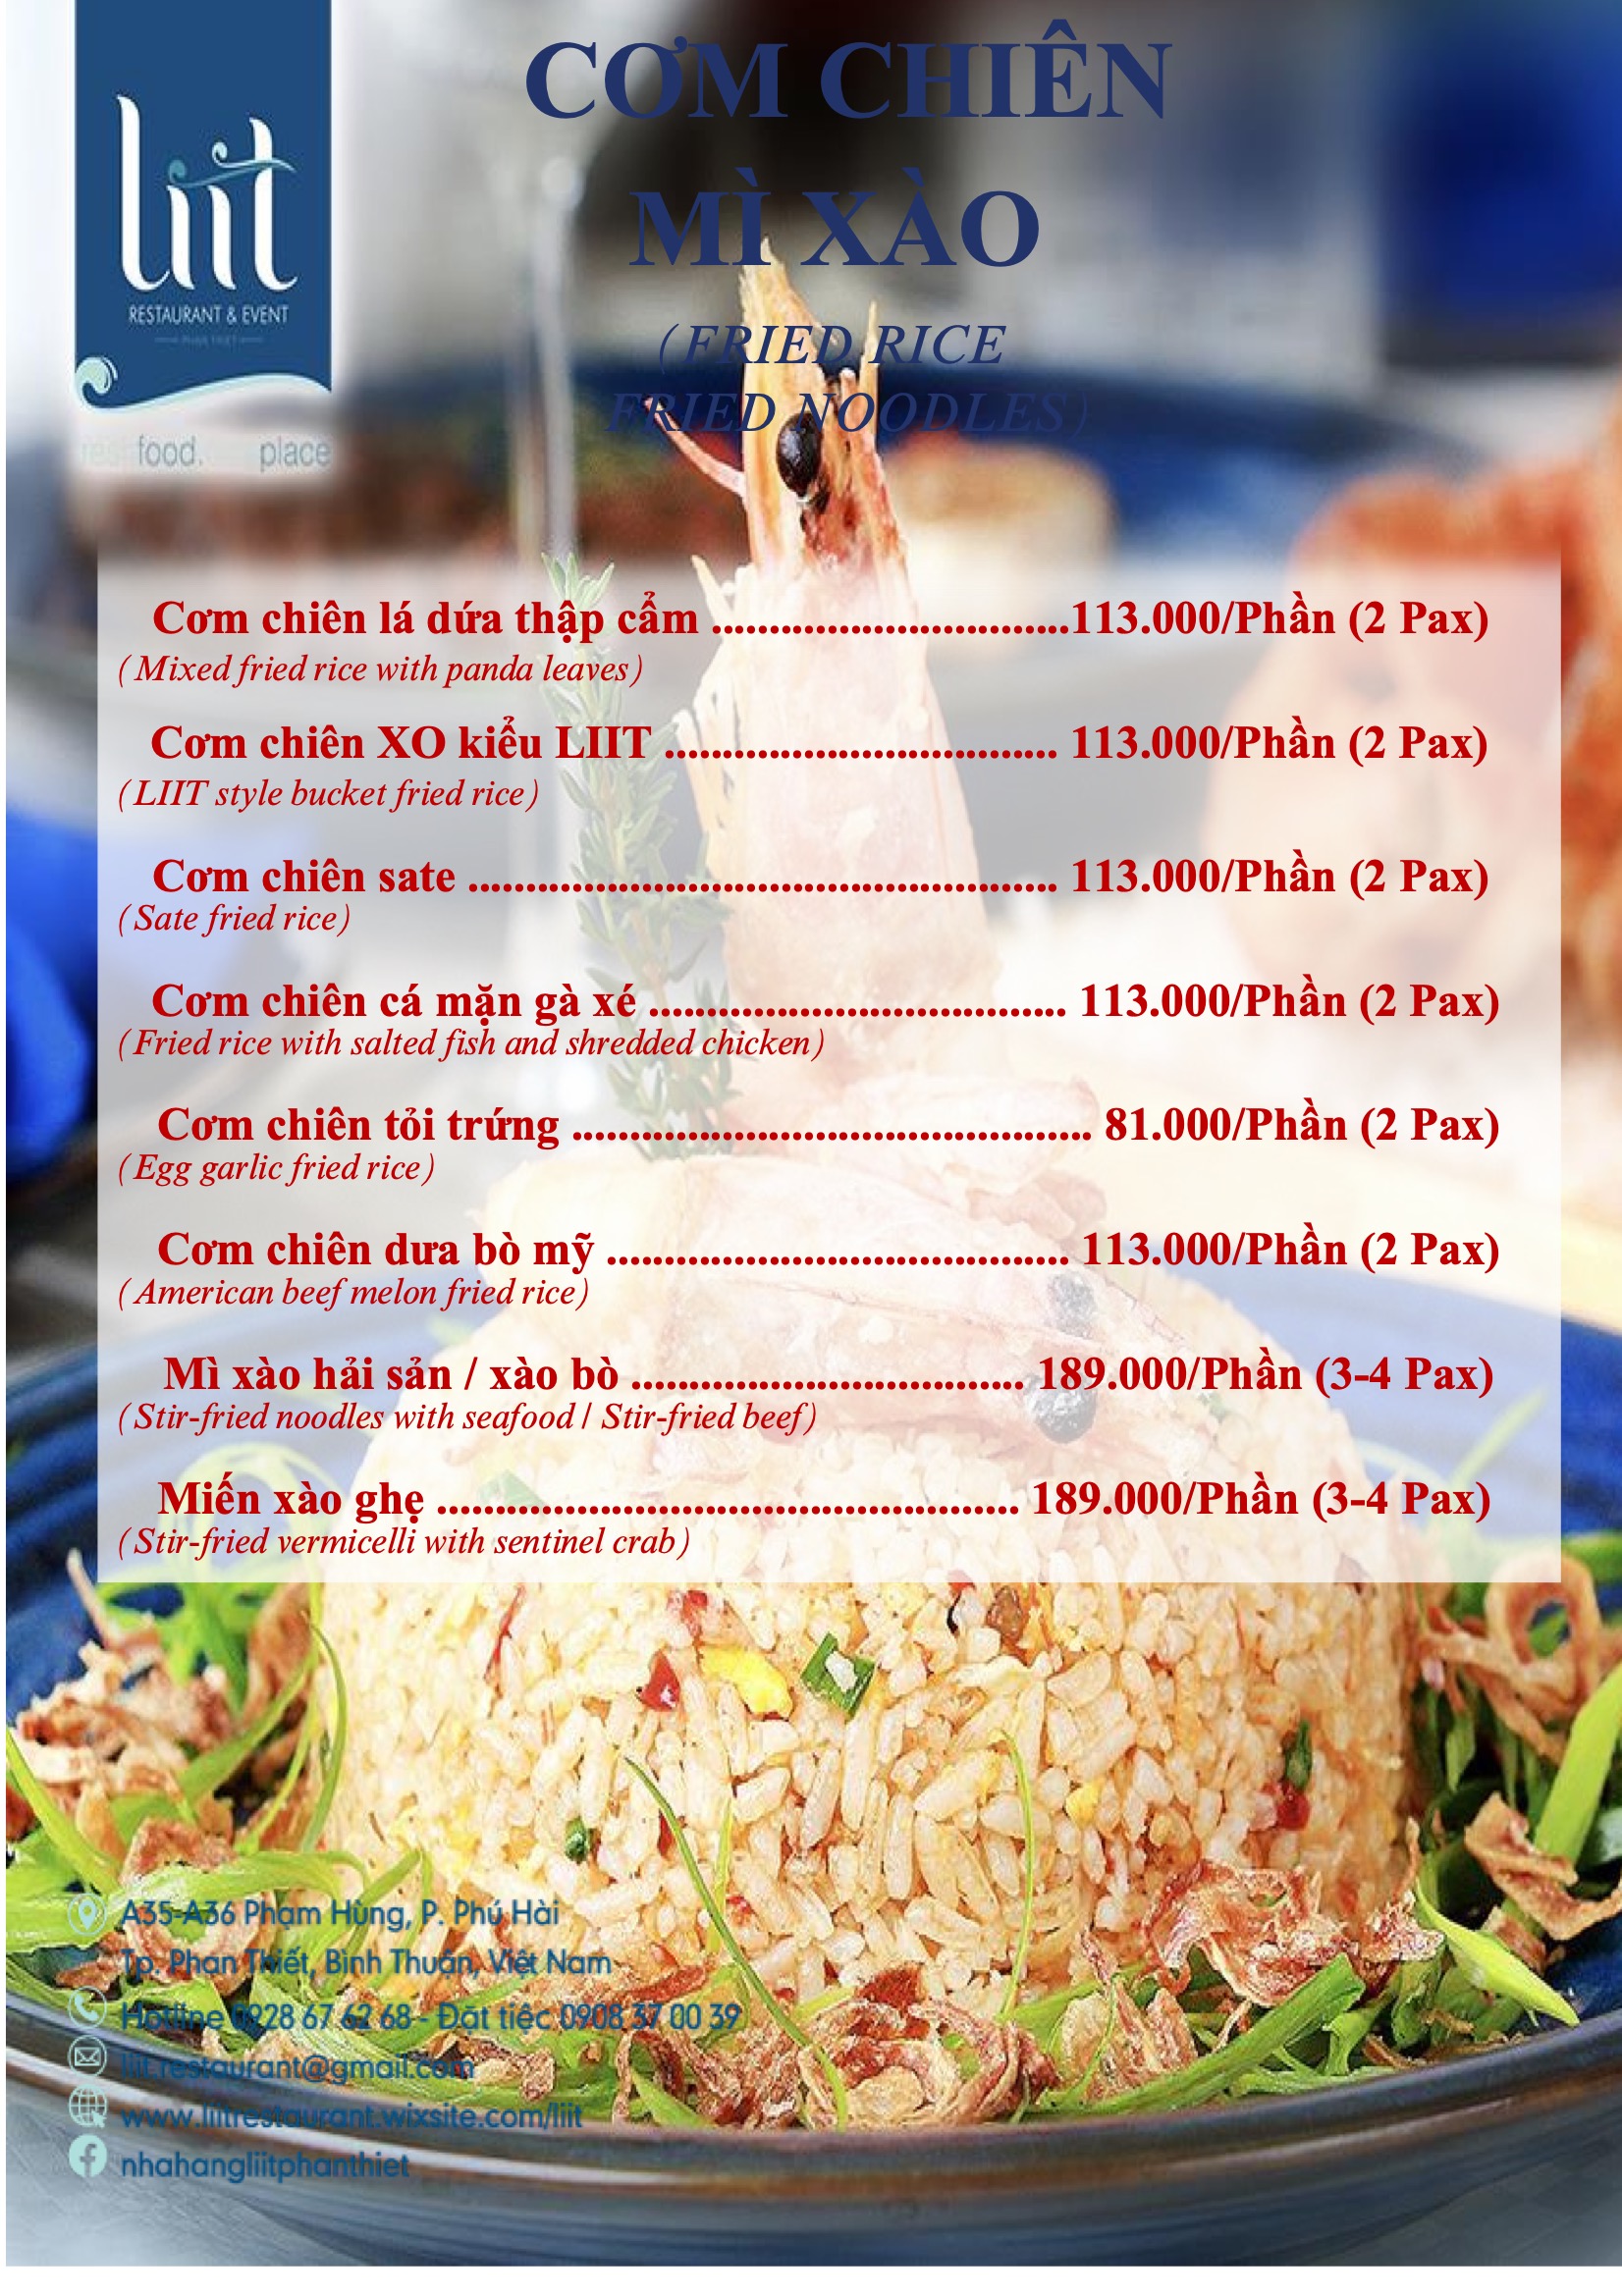 liit
RESTAURANT & EVENT
food. place
CƠM CHIÊN
MÌ XÀO
(FRIED RICE
FRIED NOODLES)
Cơm chiên lá dứa thập cẩm ...............................113.000/Phần (2 Pax)
(Mixed fried rice with panda leaves)
Cơm chiên XO kiểu LIIT .................................. 113.000/Phần (2 Pax)
(LIIT style bucket fried rice)
Cơm chiên sate ................................................... 113.000/Phần (2 Pax)
(Sate fried rice)
Cơm chiên cá mặn gà xé .................................... 113.000/Phần (2 Pax)
(Fried rice with salted fish and shredded chicken)
Cơm chiên tỏi trứng ............................................. 81.000/Phần (2 Pax)
(Egg garlic fried rice)
Cơm chiên dưa bò mỹ ........................................ 113.000/Phần (2 Pax)
(American beef melon fried rice)
Mì xào hải sản / xào bò .................................. 189.000/Phần (3-4 Pax)
(Stir-fried noodles with seafood / Stir-fried beef)
Miến xào ghẹ .................................................. 189.000/Phần (3-4 Pax)
(Stir-fried vermicelli with sentinel crab)
A35-A36 Phạm Hùng, P. Phú Hài
Tp. Phan Thiết, Bình Thuận, Việt Nam
Hotline 0928 67 62 68 - Đặt tiệc 0908 37 00 39
liit.restaurant@gmail.com
www.liitrestaurant.wixsite.com/liit
nhahangliitphanthiet